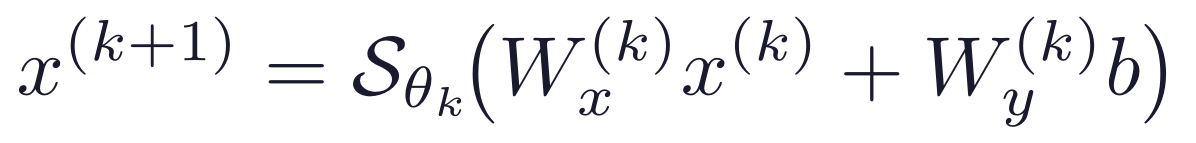 $x^{(k+1)} = \mathcal{S}_{\theta_k}\big(W_x^{(k)} x^{(k)} + W_y^{(k)} b\big)$